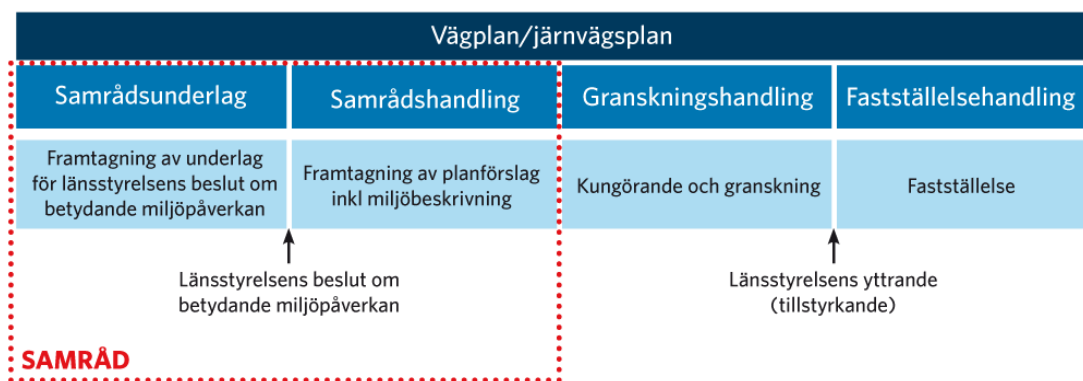 Vägplan/järnvägsplan
Samrådsunderlag
Samrådshandling
Granskningshandling
Fastställelsehandling
Framtagning av underlag
för länsstyrelsens beslut om
betydande miljöpåverkan
Framtagning av planförslag
inkl miljöbeskrivning
Kungörande och granskning
Fastställelse
Länsstyrelsens beslut om
betydande miljöpåverkan
Länsstyrelsens yttrande
(tillstyrkande)
SAMRÅD